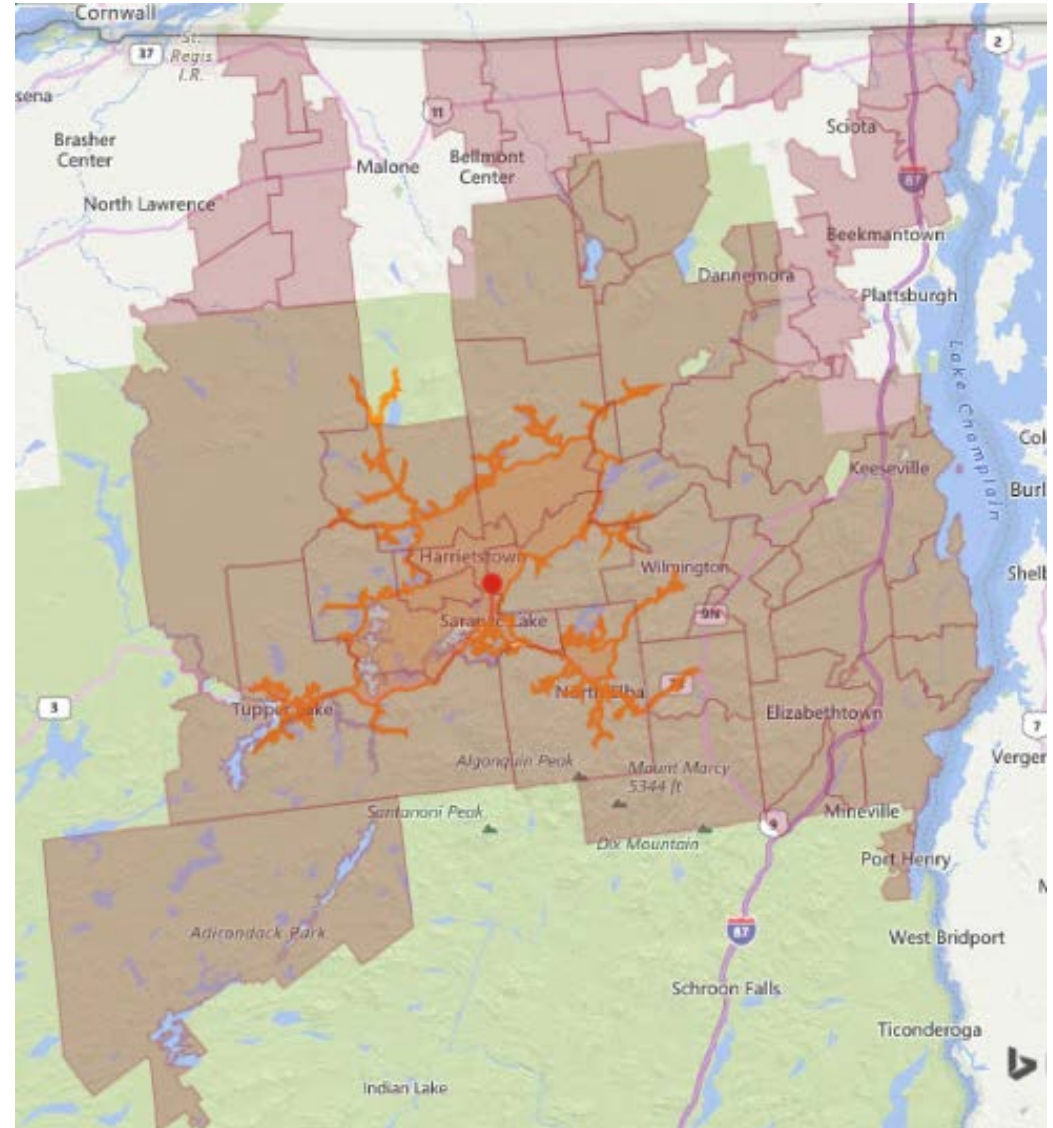 Cornwall
37
St.
Regis
I.R.
2
sena
11
Sciota
Brasher
Center
Malone
Bellmont
Center
87
North Lawrence
Beekmantown
Dannemora
Plattsburgh
Lake Champlain
Col
Keeseville
Burl
Harrietstown
Wilmington
Shelb
9N
Saranac Lake
3
Tupper Lake
North Elba
73
Elizabethtown
7
Verger
Algonquin Peak
Mount Marcy
5344 ft
Santanoni Peak
Mineville
9
Dix Mountain
Port Henry
Adirondack Park
87
West Bridport
Schroon Falls
Ticonderoga
Indian Lake